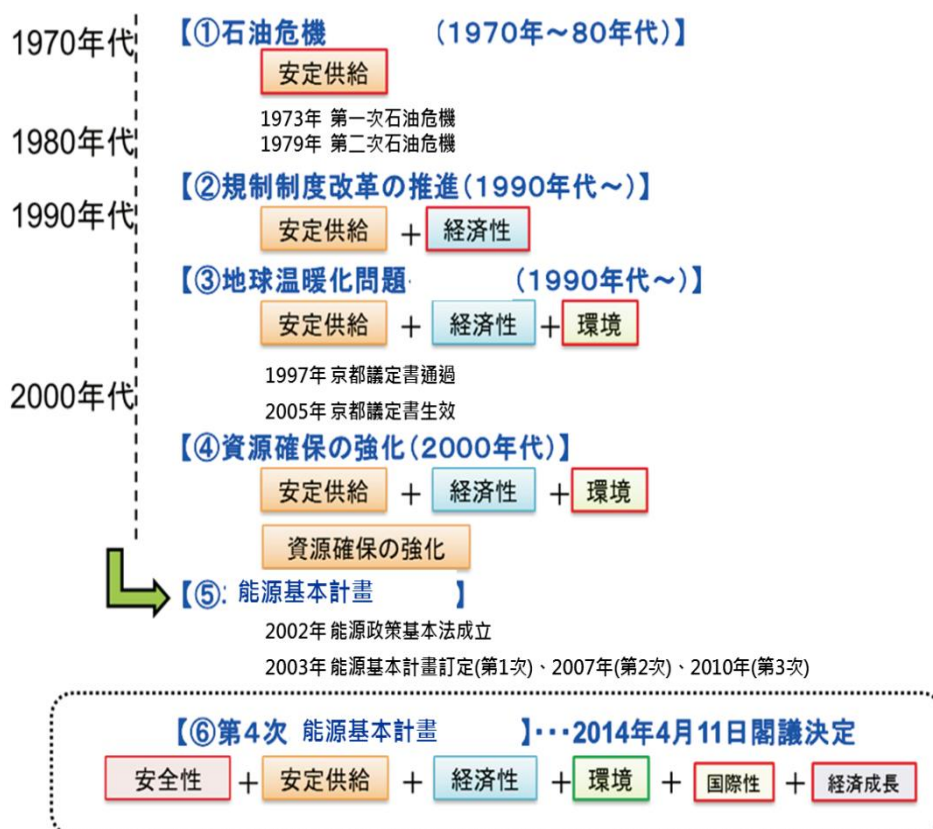 1970年代
【①石油危機 (1970年～80年代)】
安定供給
1973年 第一次石油危機
1980年代
1979年 第二次石油危機
【②規制制度改革の推進(1990年代～)】
1990年代
安定供給 + 経済性
【③地球温暖化問題 (1990年代～)】
安定供給 + 経済性 + 環境
1997年 京都議定書通過
2000年代
2005年 京都議定書生效
【④資源確保の強化(2000年代)】
安定供給 + 経済性 + 環境
資源確保の強化
【⑤: 能源基本計畫 】
2002年 能源政策基本法成立
2003年 能源基本計畫訂定(第1次)、2007年(第2次)、2010年(第3次)
【⑥第4次 能源基本計畫 】･･･2014年4月11日閣議決定
安全性 + 安定供給 + 経済性 + 環境 + 国際性 + 経済成長